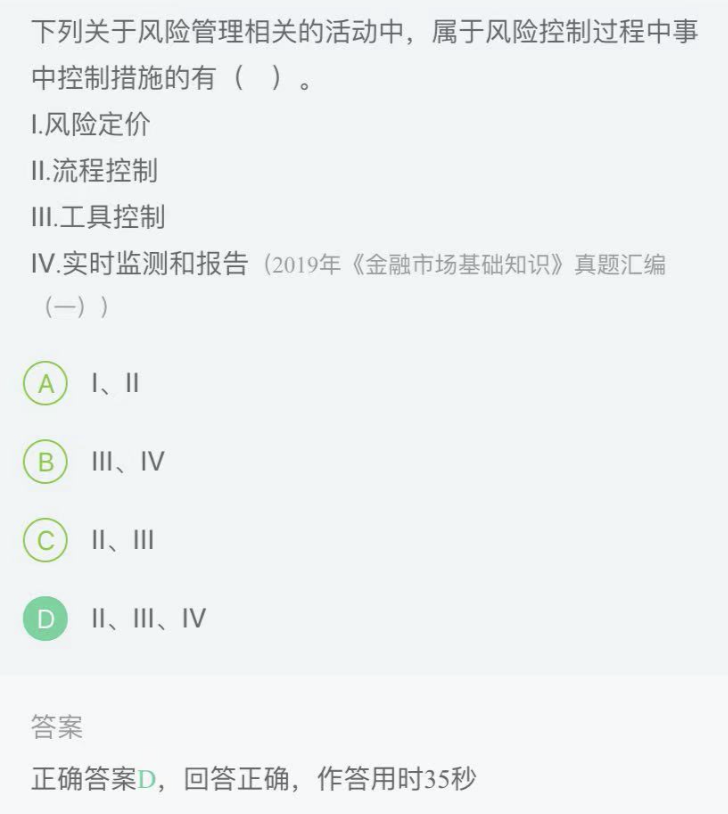 下列关于风险管理相关的活动中，属于风险控制过程中事
中控制措施的有（　）。
I.风险定价
II.流程控制
III.工具控制
IV.实时监测和报告（2019年《金融市场基础知识》真题汇编
（一））
A I、II
B III、IV
C II、III
D II、III、IV
答案
正确答案D，回答正确，作答用时35秒